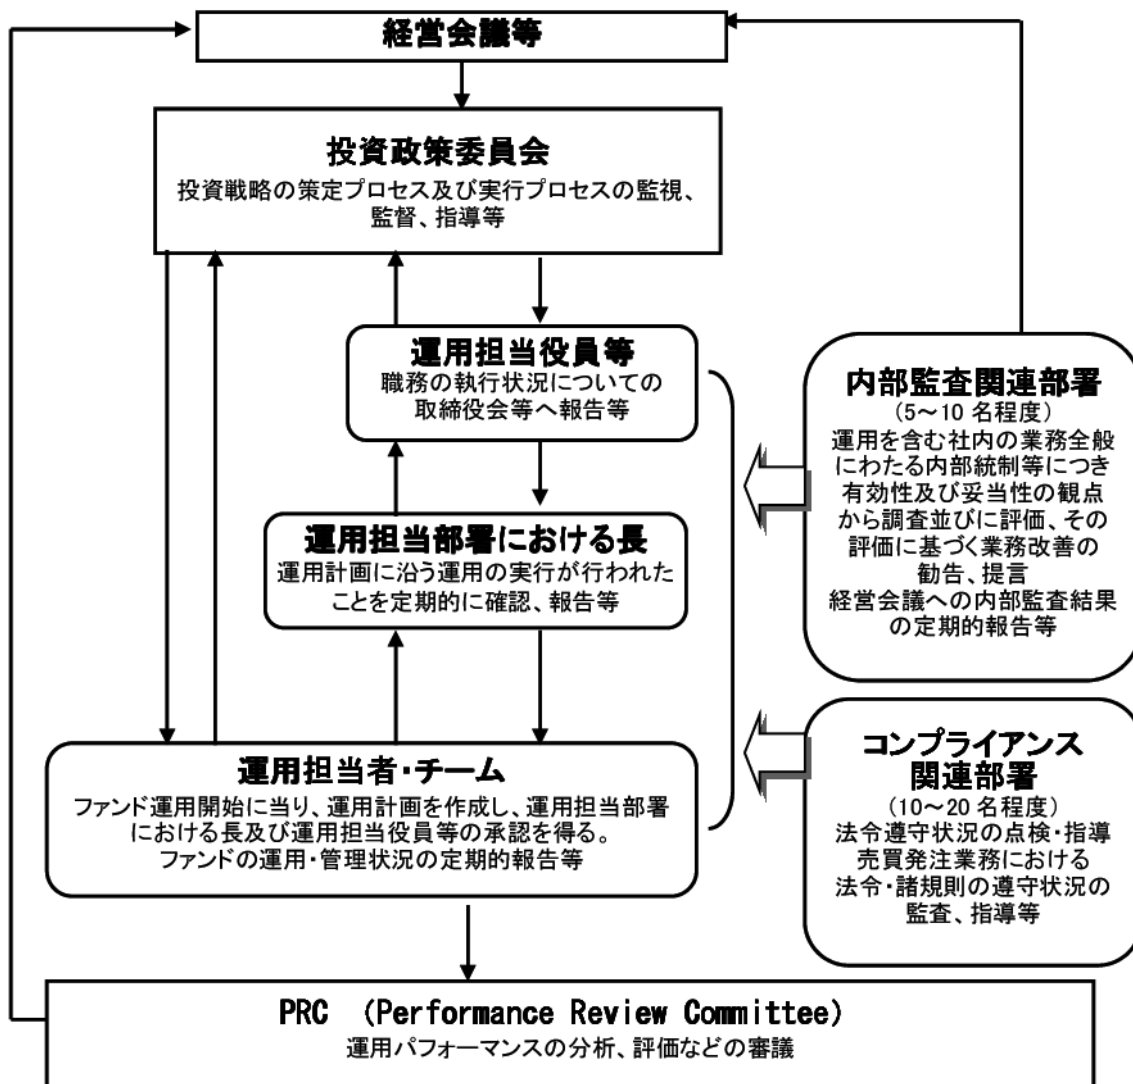 経営会議等
投資政策委員会
投資戦略の策定プロセス及び実行プロセスの監視、
監督、指導等
運用担当役員等
職務の執行状況についての
取締役会等へ報告等
運用担当部署における長
運用計画に沿う運用の実行が行われた
ことを定期的に確認、報告等
運用担当者・チーム
ファンド運用開始に当り、運用計画を作成し、運用担当部署
における長及び運用担当役員等の承認を得る。
ファンドの運用・管理状況の定期的報告等
内部監査関連部署
(5～10 名程度)
運用を含む社内の業務全般
にわたる内部統制等につき
有効性及び妥当性の観点
から調査並びに評価、その
評価に基づく業務改善の
勧告、提言
経営会議への内部監査結果
の定期的報告等
コンプライアンス
関連部署
(10～20 名程度)
法令遵守状況の点検・指導
売買発注業務における
法令・諸規則の遵守状況の
監査、指導等
PRC (Performance Review Committee)
運用パフォーマンスの分析、評価などの審議